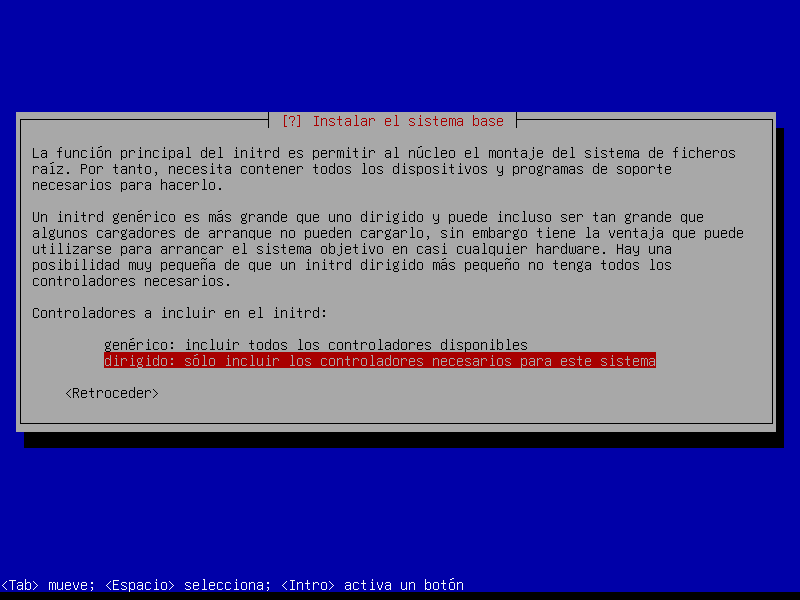 [?] Instalar el sistema base
La función principal del initrd es permitir al núcleo el montaje del sistema de ficheros
raíz. Por tanto, necesita contener todos los dispositivos y programas de soporte
necesarios para hacerlo.
Un initrd genérico es más grande que uno dirigido y puede incluso ser tan grande que
algunos cargadores de arranque no pueden cargarlo, sin embargo tiene la ventaja que puede
utilizarse para arrancar el sistema objetivo en casi cualquier hardware. Hay una
posibilidad muy pequeña de que un initrd dirigido más pequeño no tenga todos los
controladores necesarios.
Controladores a incluir en el initrd:
genérico: incluir todos los controladores disponibles
dirigido: sólo incluir los controladores necesarios para este sistema
<Retroceder>
<Tab> mueve; <Espacio> selecciona; <Intro> activa un botón